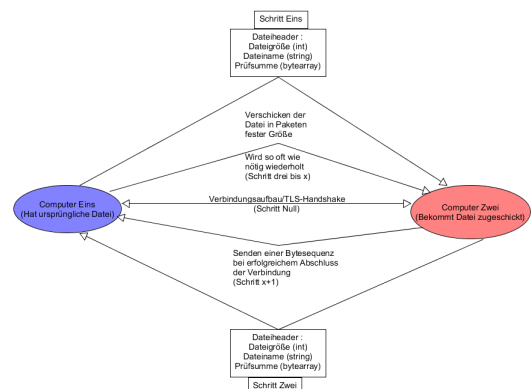 Schritt Eins
Dateiheader :
Dateigröße (int)
Dateiname (string)
Prüfsumme (bytearray)
Verschicken der
Datei in Paketen
fester Größe
Wird so oft wie
nötig wiederholt
(Schritt drei bis x)
Computer Eins
(Hat ursprüngliche Datei)
Verbindungsaufbau/TLS-Handshake
(Schritt Null)
Computer Zwei
(Bekommt Datei zugeschickt)
Senden einer Bytesequenz
bei erfolgreichem Abschluss
der Verbindung
(Schritt x+1)
Dateiheader :
Dateigröße (int)
Dateiname (string)
Prüfsumme (bytearray)
Schritt Zwei